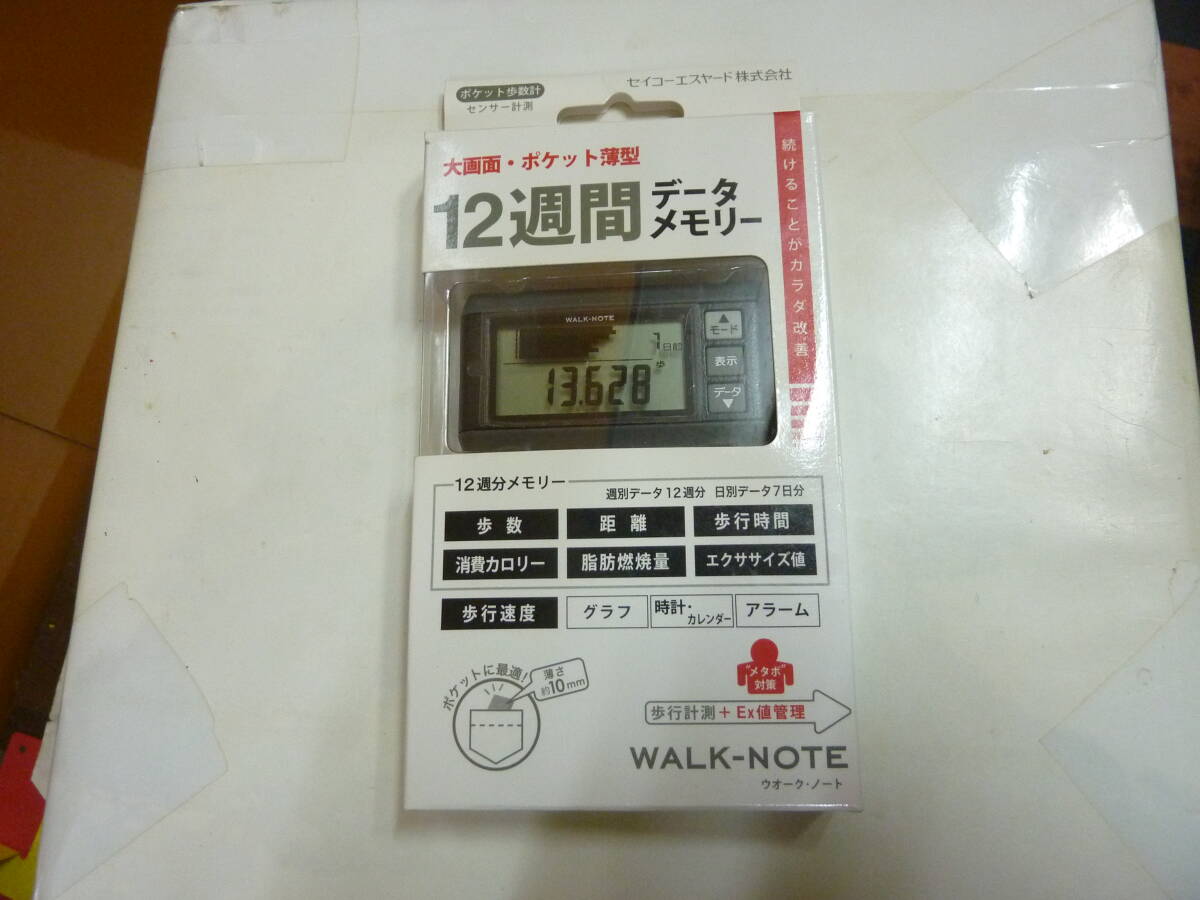 ポケット歩数計
センサー計測
セイコーエスヤード株式会社
大画面・ポケット薄型
12週間
データ
メモリー
続けることがカラダ改善
WALK-NOTE
1日前
歩
13,628
▲
モード
表示
データ
▼
12週分メモリー
週別データ12週分 日別データ7日分
歩数 距離 歩行時間
消費カロリー 脂肪燃焼量 エクササイズ値
歩行速度 グラフ 時計・カレンダー アラーム
ポケットに最適!
薄さ
約10mm
"メタボ"
対策
歩行計測+Ex値管理
WALK-NOTE
ウオーク・ノート